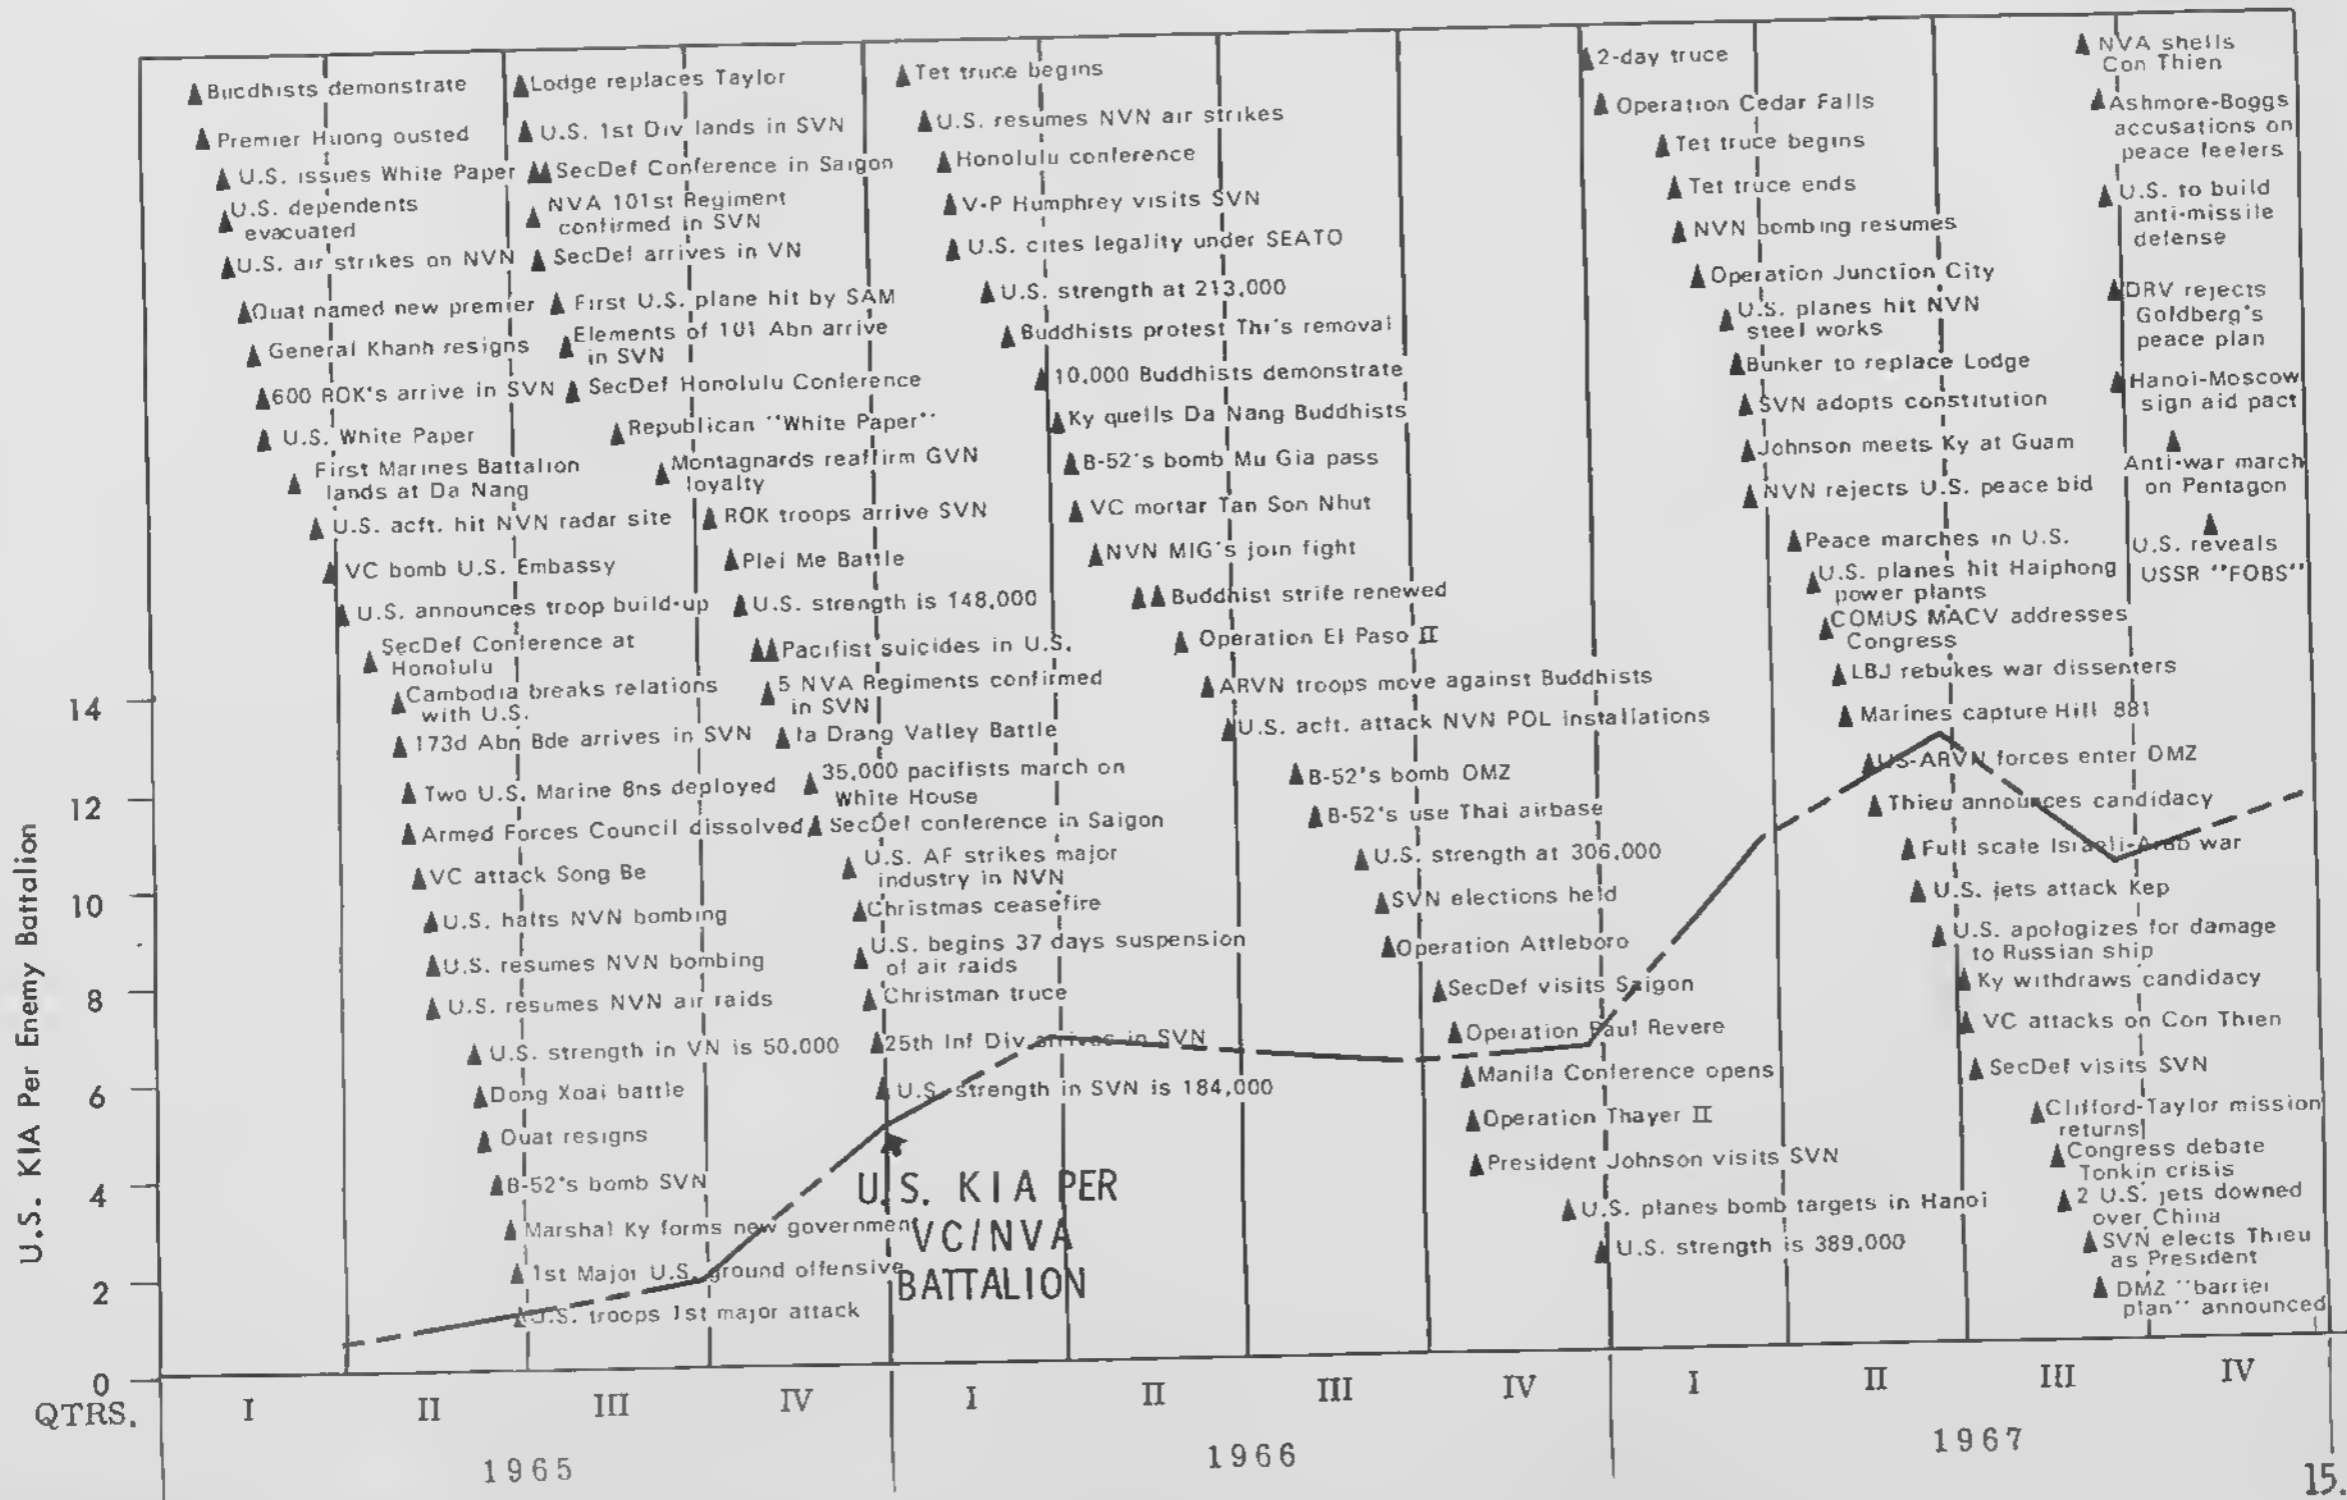 Buddhists demonstrate
Premier Huong ousted
U.S. issues White Paper
U.S. dependents
evacuated
U.S. air strikes on NVN
Quat named new premier
General Khanh resigns
600 ROK's arrive in SVN
U.S. White Paper
First Marines Battalion
lands at Da Nang
U.S. acft. hit NVN radar site
VC bomb U.S. Embassy
U.S. announces troop build-up
SecDef Conference at
Honolulu
Cambodia breaks relations
with U.S.
173d Abn Bde arrives in SVN
Two U.S. Marine Bns deployed
Armed Forces Council dissolved
VC attack Song Be
U.S. halts NVN bombing
U.S. resumes NVN bombing
U.S. resumes NVN air raids
U.S. strength in VN is 50,000
Dong Xoai battle
Quat resigns
B-52's bomb SVN
Marshal Ky forms new government
1st Major U.S. ground offensive
U.S. troops 1st major attack
Lodge replaces Taylor
U.S. 1st Div lands in SVN
SecDef Conference in Saigon
NVA 101st Regiment
confirmed in SVN
SecDef arrives in VN
First U.S. plane hit by SAM
Elements of 101 Abn arrive
in SVN
SecDef Honolulu Conference
Republican "White Paper"
Montagnards reaffirm GVN
loyalty
ROK troops arrive SVN
Plei Me Battle
U.S. strength is 148,000
Pacifist suicides in U.S.
5 NVA Regiments confirmed
in SVN
Ia Drang Valley Battle
35,000 pacifists march on
White House
SecDef conference in Saigon
U.S. AF strikes major
industry in NVN
Christmas ceasefire
U.S. begins 37 days suspension
of air raids
Christman truce
25th Inf Div arrives in SVN
U.S. strength in SVN is 184,000
U.S. KIA PER
VC/NVA
BATTALION
Tet truce begins
U.S. resumes NVN air strikes
Honolulu conference
V-P Humphrey visits SVN
U.S. cites legality under SEATO
U.S. strength at 213,000
Buddhists protest Thi's removal
10,000 Buddhists demonstrate
Ky quells Da Nang Buddhists
B-52's bomb Mu Gia pass
VC mortar Tan Son Nhut
NVN MIG's join fight
Buddhist strife renewed
Operation El Paso II
ARVN troops move against Buddhists
U.S. acft. attack NVN POL installations
B-52's bomb DMZ
B-52's use Thai airbase
U.S. strength at 306,000
SVN elections held
Operation Attleboro
SecDef visits Saigon
Operation Paul Revere
Manila Conference opens
Operation Thayer II
President Johnson visits SVN
U.S. planes bomb targets in Hanoi
U.S. strength is 389,000
2-day truce
Operation Cedar Falls
Tet truce begins
Tet truce ends
NVN bombing resumes
Operation Junction City
U.S. planes hit NVN
steel works
Bunker to replace Lodge
SVN adopts constitution
Johnson meets Ky at Guam
NVN rejects U.S. peace bid
Peace marches in U.S.
U.S. planes hit Haiphong
power plants
COMUS MACV addresses
Congress
LBJ rebukes war dissenters
Marines capture Hill 881
US-ARVN forces enter DMZ
Thieu announces candidacy
Full scale Israeli-Arab war
U.S. jets attack Kep
U.S. apologizes for damage
to Russian ship
Ky withdraws candidacy
VC attacks on Con Thien
SecDef visits SVN
Clifford-Taylor mission
returns
Congress debate
Tonkin crisis
2 U.S. jets downed
over China
SVN elects Thieu
as President
DMZ "barrier
plan" announced
NVA shells
Con Thien
Ashmore-Boggs
accusations on
peace feelers
U.S. to build
anti-missile
defense
DRV rejects
Goldberg's
peace plan
Hanoi-Moscow
sign aid pact
Anti-war march
on Pentagon
U.S. reveals
USSR "FOBS"
U.S. KIA Per Enemy Battalion
14
12
10
8
6
4
2
0
QTRS. I II III IV I II III IV I II III IV
1965 1966 1967
15.